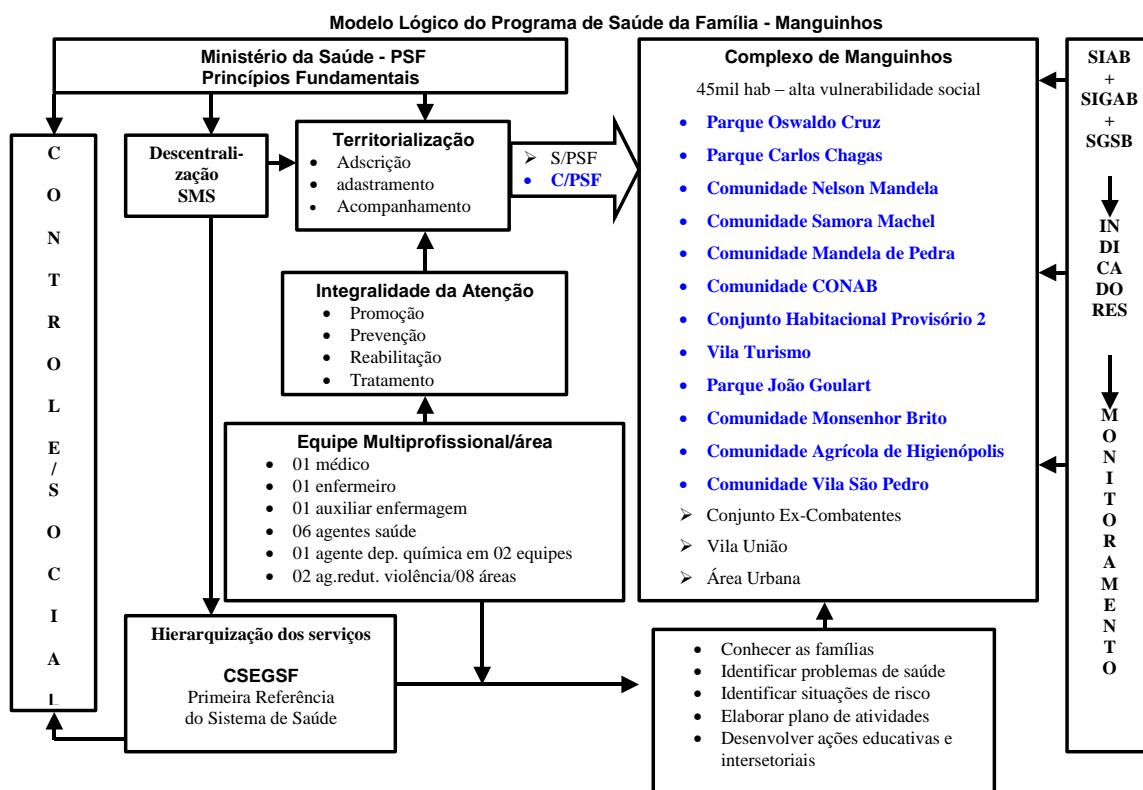 Modelo Lógico do Programa de Saúde da Família - Manguinhos
Ministério da Saúde - PSF
Princípios Fundamentais
C
O
N
T
R
O
L
E
/
S
O
C
I
A
L
Descentrali-
zação
SMS
Territorialização
• Adscrição
• adastramento
• Acompanhamento
➢ S/PSF
• C/PSF
Integralidade da Atenção
• Promoção
• Prevenção
• Reabilitação
• Tratamento
Equipe Multiprofissional/área
• 01 médico
• 01 enfermeiro
• 01 auxiliar enfermagem
• 06 agentes saúde
• 01 agente dep. química em 02 equipes
• 02 ag.redut. violência/08 áreas
Hierarquização dos serviços
CSEGSF
Primeira Referência
do Sistema de Saúde
Complexo de Manguinhos
45mil hab – alta vulnerabilidade social
• Parque Oswaldo Cruz
• Parque Carlos Chagas
• Comunidade Nelson Mandela
• Comunidade Samora Machel
• Comunidade Mandela de Pedra
• Comunidade CONAB
• Conjunto Habitacional Provisório 2
• Vila Turismo
• Parque João Goulart
• Comunidade Monsenhor Brito
• Comunidade Agrícola de Higienópolis
• Comunidade Vila São Pedro
➢ Conjunto Ex-Combatentes
➢ Vila União
➢ Área Urbana
• Conhecer as famílias
• Identificar problemas de saúde
• Identificar situações de risco
• Elaborar plano de atividades
• Desenvolver ações educativas e
intersetoriais
SIAB
+
SIGAB
+
SGSB
IN
DI
CA
DO
RES
M
O
N
I
T
O
R
A
M
E
N
T
O